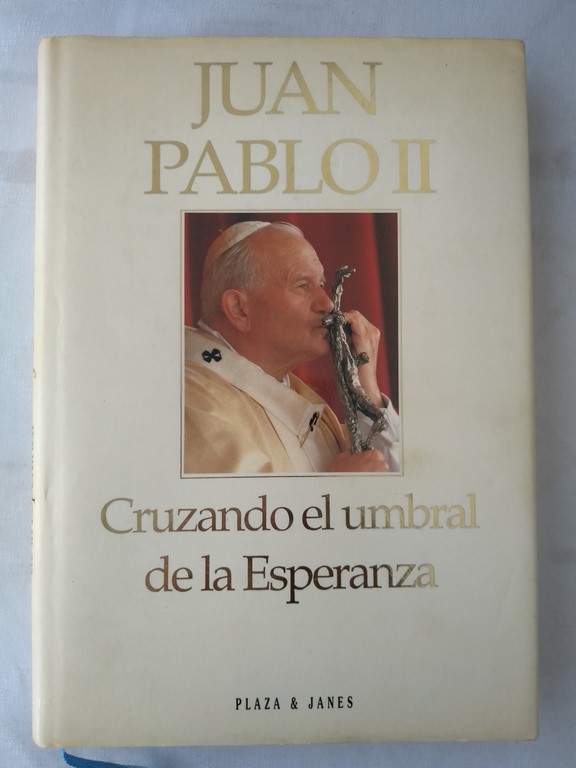 JUAN
PABLO II
Cruzando el umbral
de la Esperanza
PLAZA & JANES